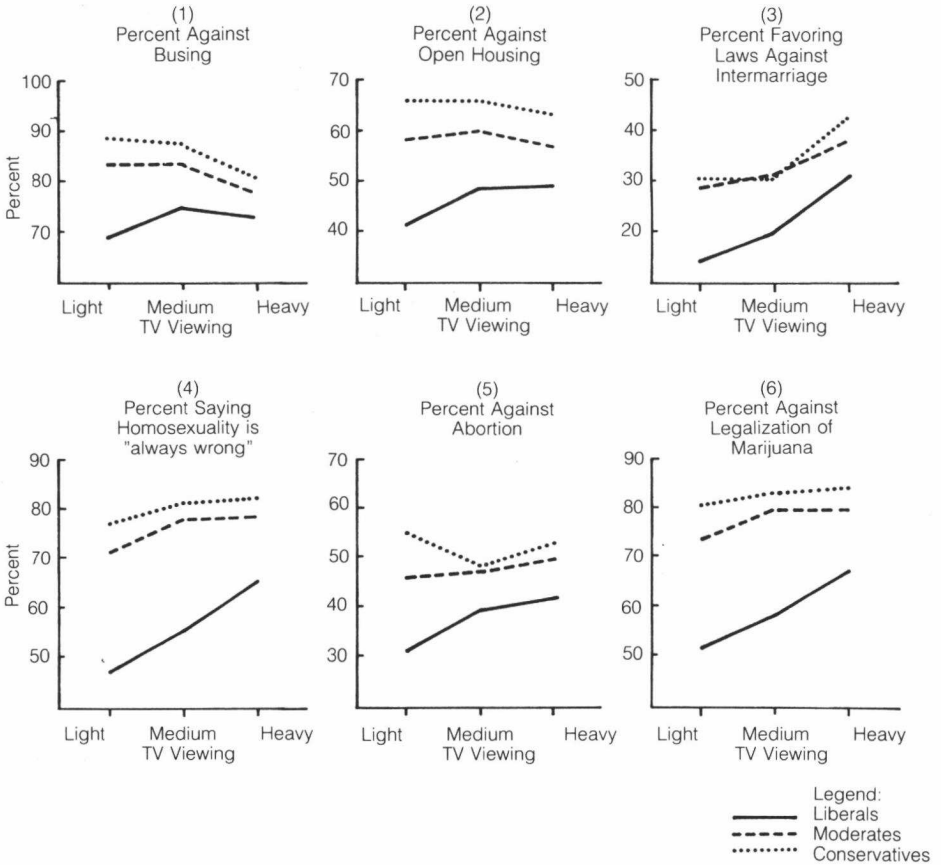 (1)
Percent Against
Busing
100
90
80
70
Percent
Light Medium Heavy
TV Viewing
(2)
Percent Against
Open Housing
70
60
50
40
Light Medium Heavy
TV Viewing
(3)
Percent Favoring
Laws Against
Intermarriage
50
40
30
20
Light Medium Heavy
TV Viewing
(4)
Percent Saying
Homosexuality is
"always wrong"
90
80
70
60
50
Percent
Light Medium Heavy
TV Viewing
(5)
Percent Against
Abortion
70
60
50
40
30
Light Medium Heavy
TV Viewing
(6)
Percent Against
Legalization of
Marijuana
90
80
70
60
50
Light Medium Heavy
TV Viewing
Legend:
Liberals
Moderates
Conservatives